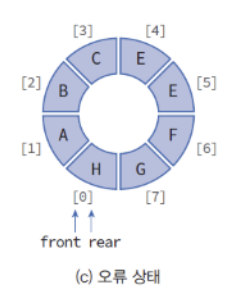 [3] [4]
C E
[2] [5]
B E
A F
[1] [6]
H G
[0] [7]
front rear
(c) 오류 상태